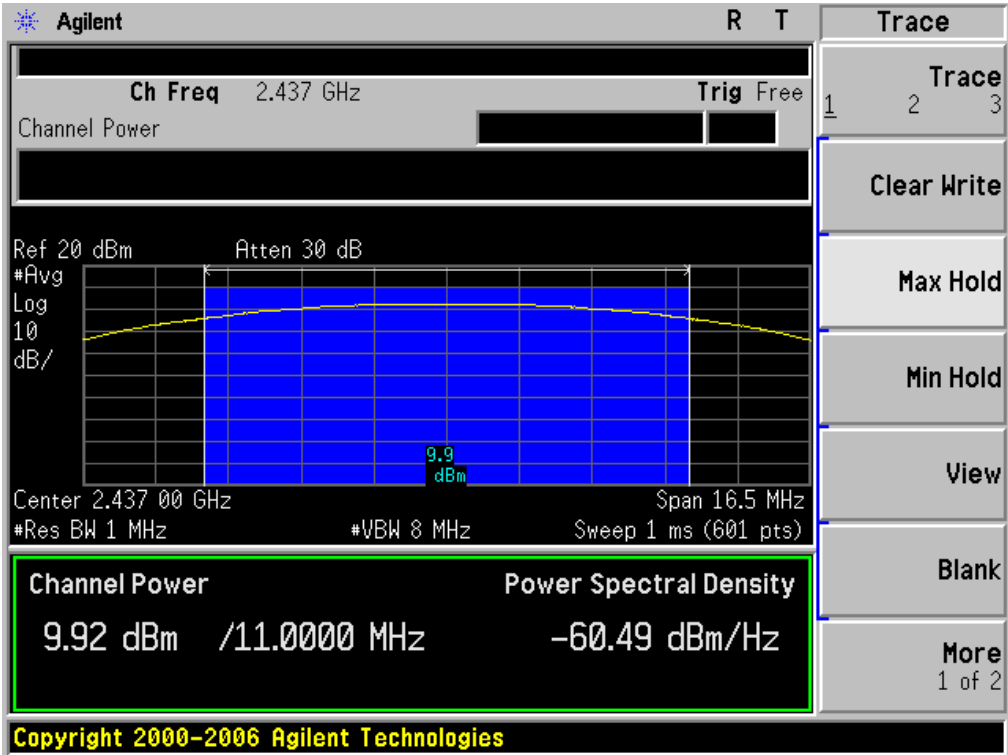 Agilent R T
Trace
Ch Freq 2.437 GHz Trig Free
Channel Power
Trace
1 2 3
Clear Write
Max Hold
Min Hold
View
Blank
More
1 of 2
Ref 20 dBm Atten 30 dB
#Avg
Log
10
dB/
9.9
dBm
Center 2.437 00 GHz Span 16.5 MHz
#Res BW 1 MHz #VBW 8 MHz Sweep 1 ms (601 pts)
Channel Power Power Spectral Density
9.92 dBm /11.0000 MHz -60.49 dBm/Hz
Copyright 2000-2006 Agilent Technologies